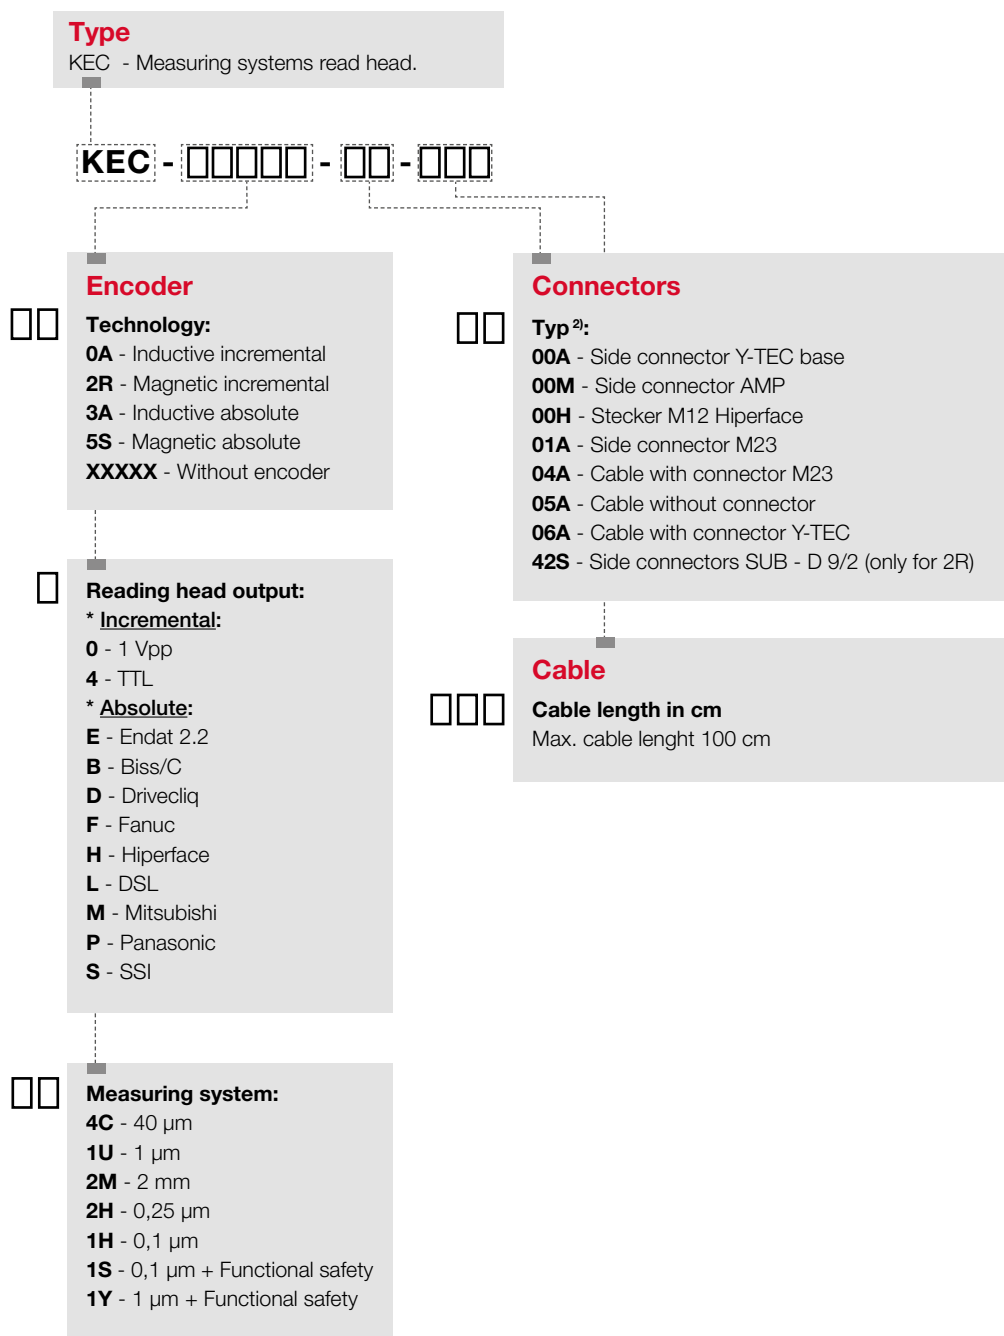 Type
KEC - Measuring systems read head.
KEC - □□□□□ - □□ - □□□
Encoder
□□
Technology:
0A - Inductive incremental
2R - Magnetic incremental
3A - Inductive absolute
5S - Magnetic absolute
XXXXX - Without encoder
□
Reading head output:
* Incremental:
0 - 1 Vpp
4 - TTL
* Absolute:
E - Endat 2.2
B - Biss/C
D - Drivecliq
F - Fanuc
H - Hiperface
L - DSL
M - Mitsubishi
P - Panasonic
S - SSI
□□
Measuring system:
4C - 40 µm
1U - 1 µm
2M - 2 mm
2H - 0,25 µm
1H - 0,1 µm
1S - 0,1 µm + Functional safety
1Y - 1 µm + Functional safety
Connectors
□□
Typ 2):
00A - Side connector Y-TEC base
00M - Side connector AMP
00H - Stecker M12 Hiperface
01A - Side connector M23
04A - Cable with connector M23
05A - Cable without connector
06A - Cable with connector Y-TEC
42S - Side connectors SUB - D 9/2 (only for 2R)
Cable
□□□
Cable length in cm
Max. cable lenght 100 cm